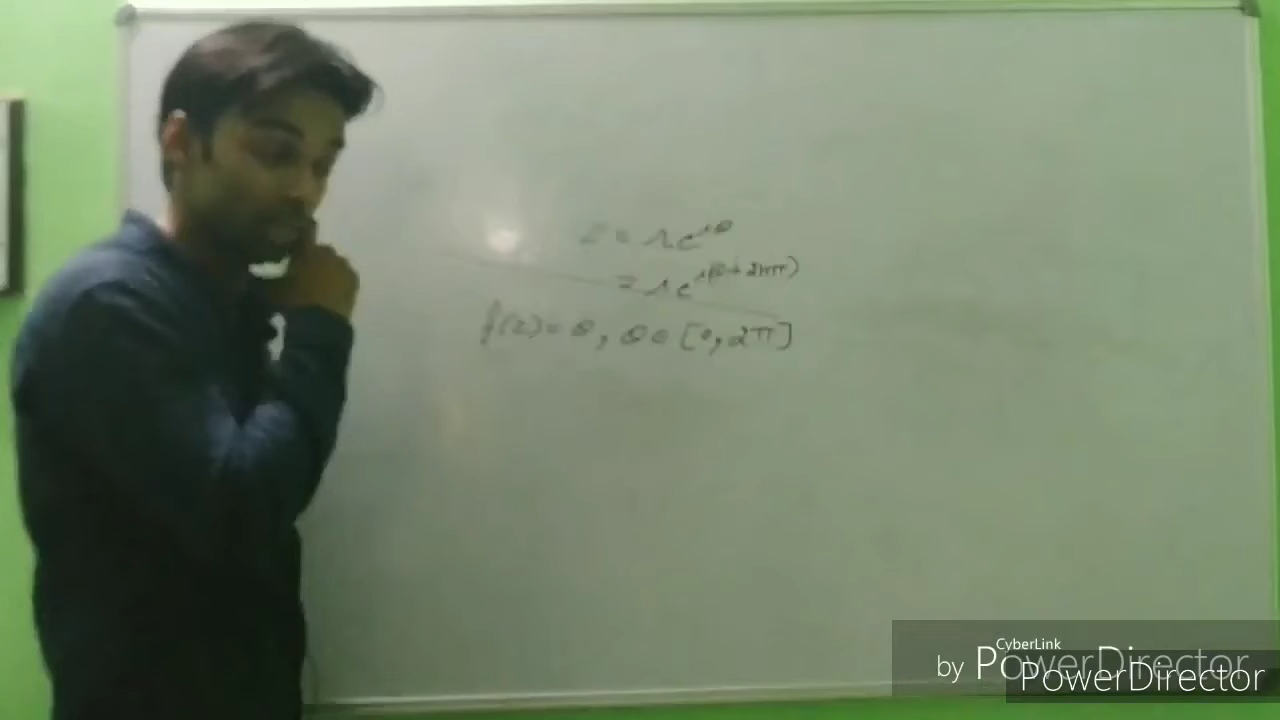 z = re^{iθ}
= re^{i(θ+2nπ)}
f(z) = θ, θ ∈ [0, 2π]
CyberLink
by PowerDirector
PowerDirector